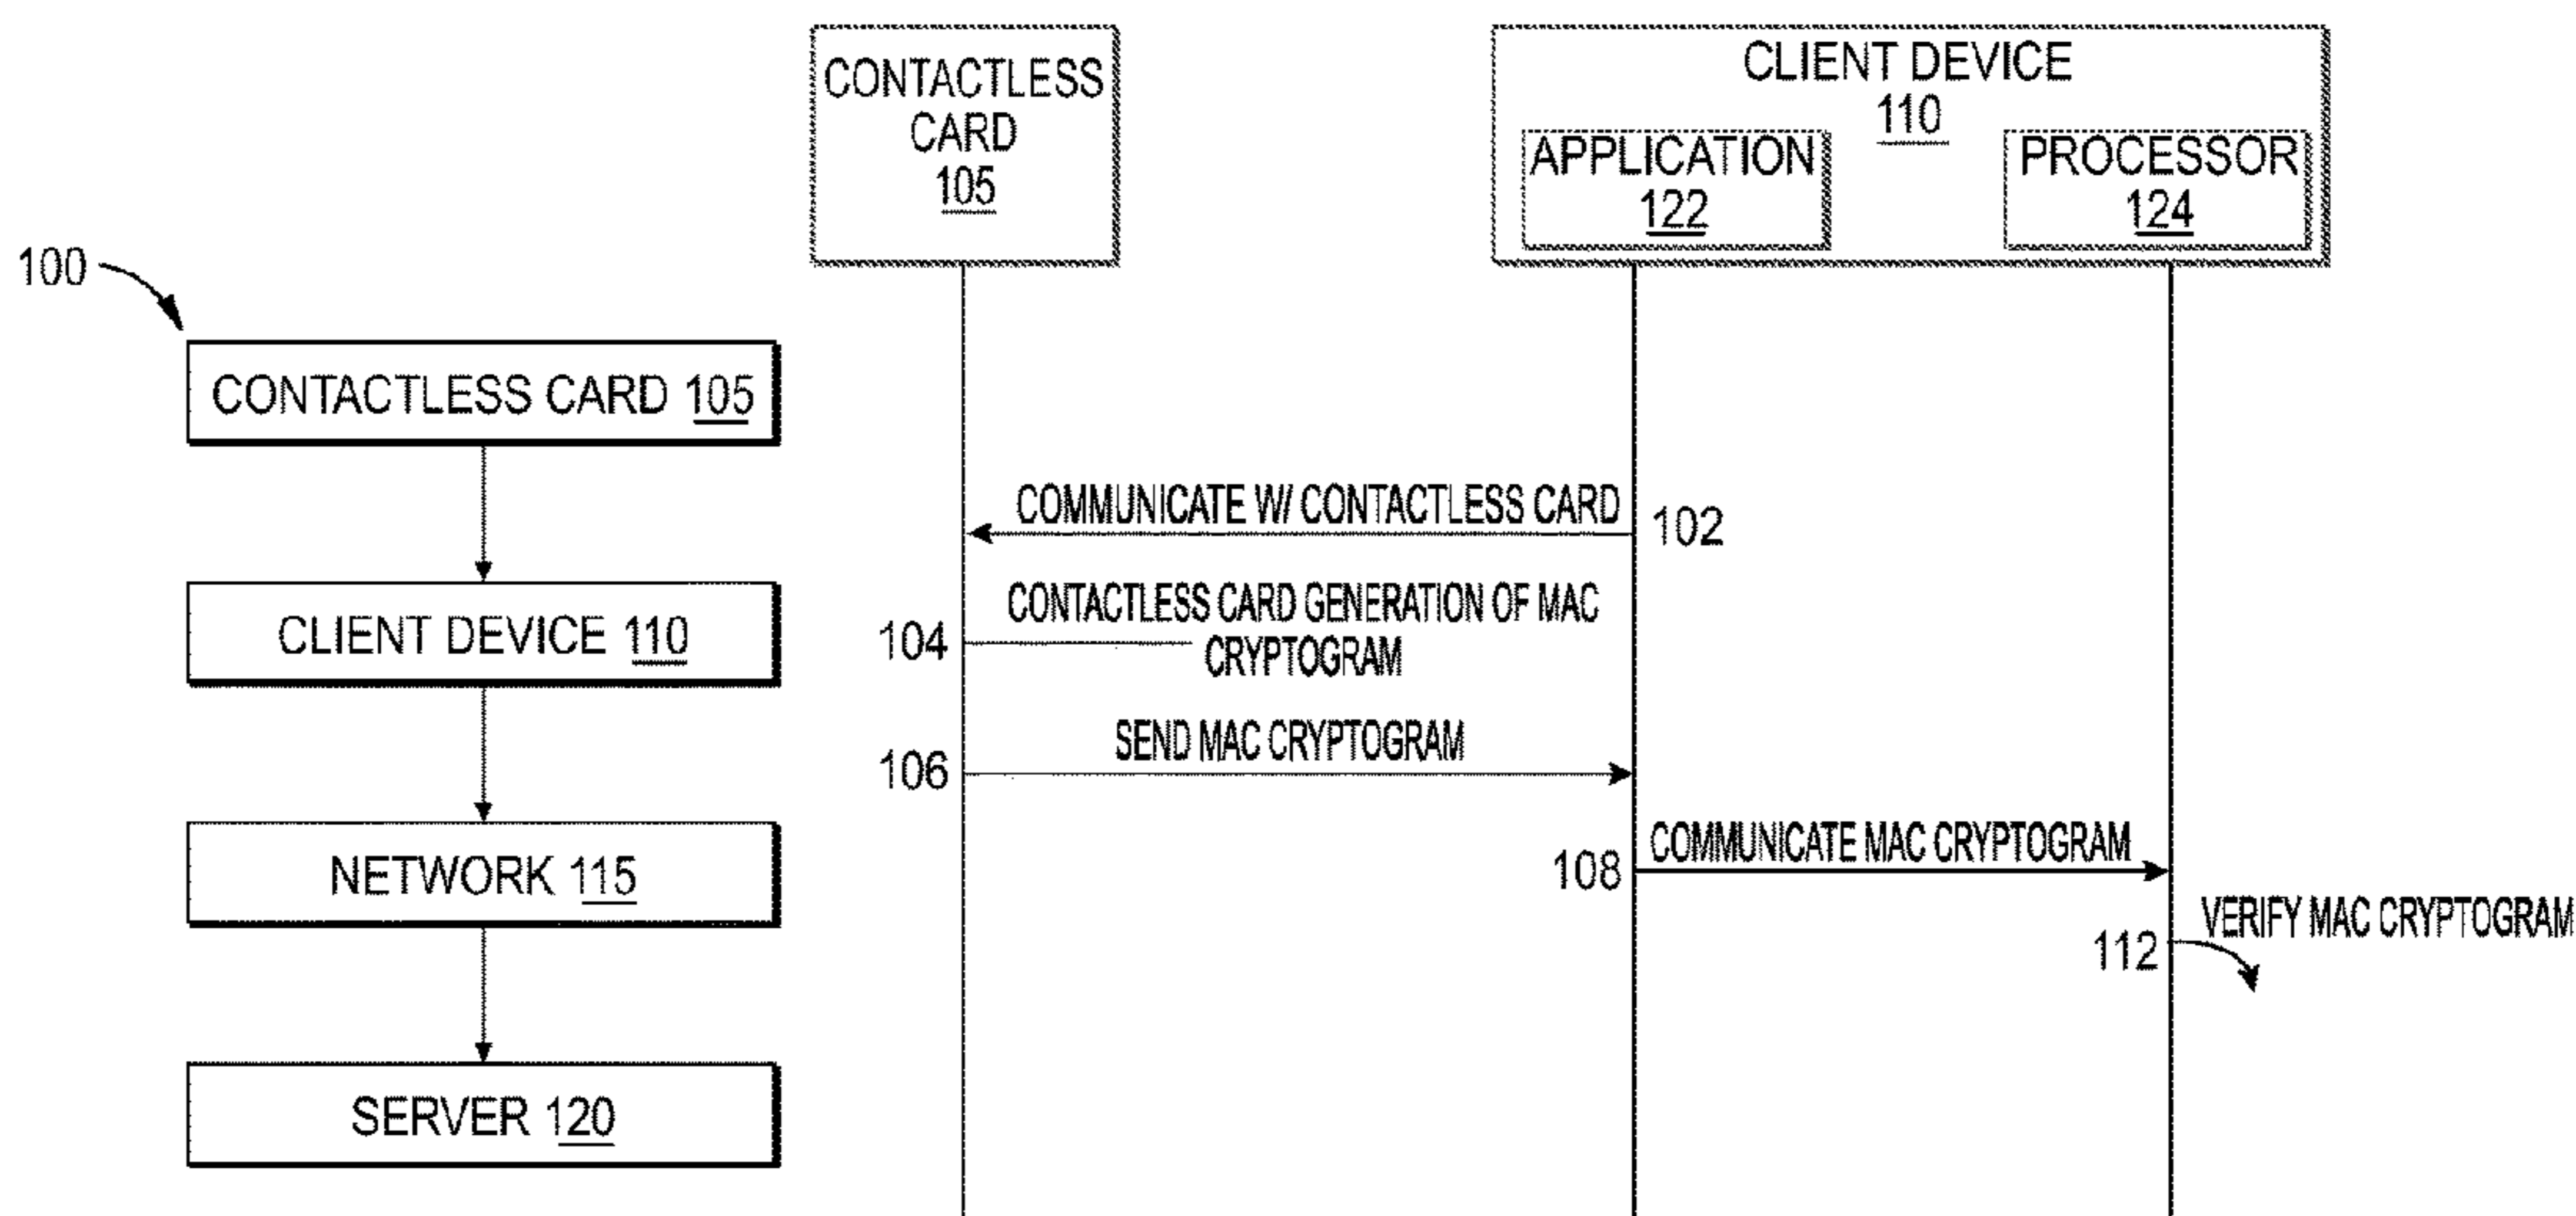 100
CONTACTLESS CARD 105
CLIENT DEVICE 110
NETWORK 115
SERVER 120
CONTACTLESS
CARD
105
CLIENT DEVICE
110
APPLICATION
122
PROCESSOR
124
COMMUNICATE W/ CONTACTLESS CARD
102
CONTACTLESS CARD GENERATION OF MAC
CRYPTOGRAM
104
SEND MAC CRYPTOGRAM
106
COMMUNICATE MAC CRYPTOGRAM
108
VERIFY MAC CRYPTOGRAM
112